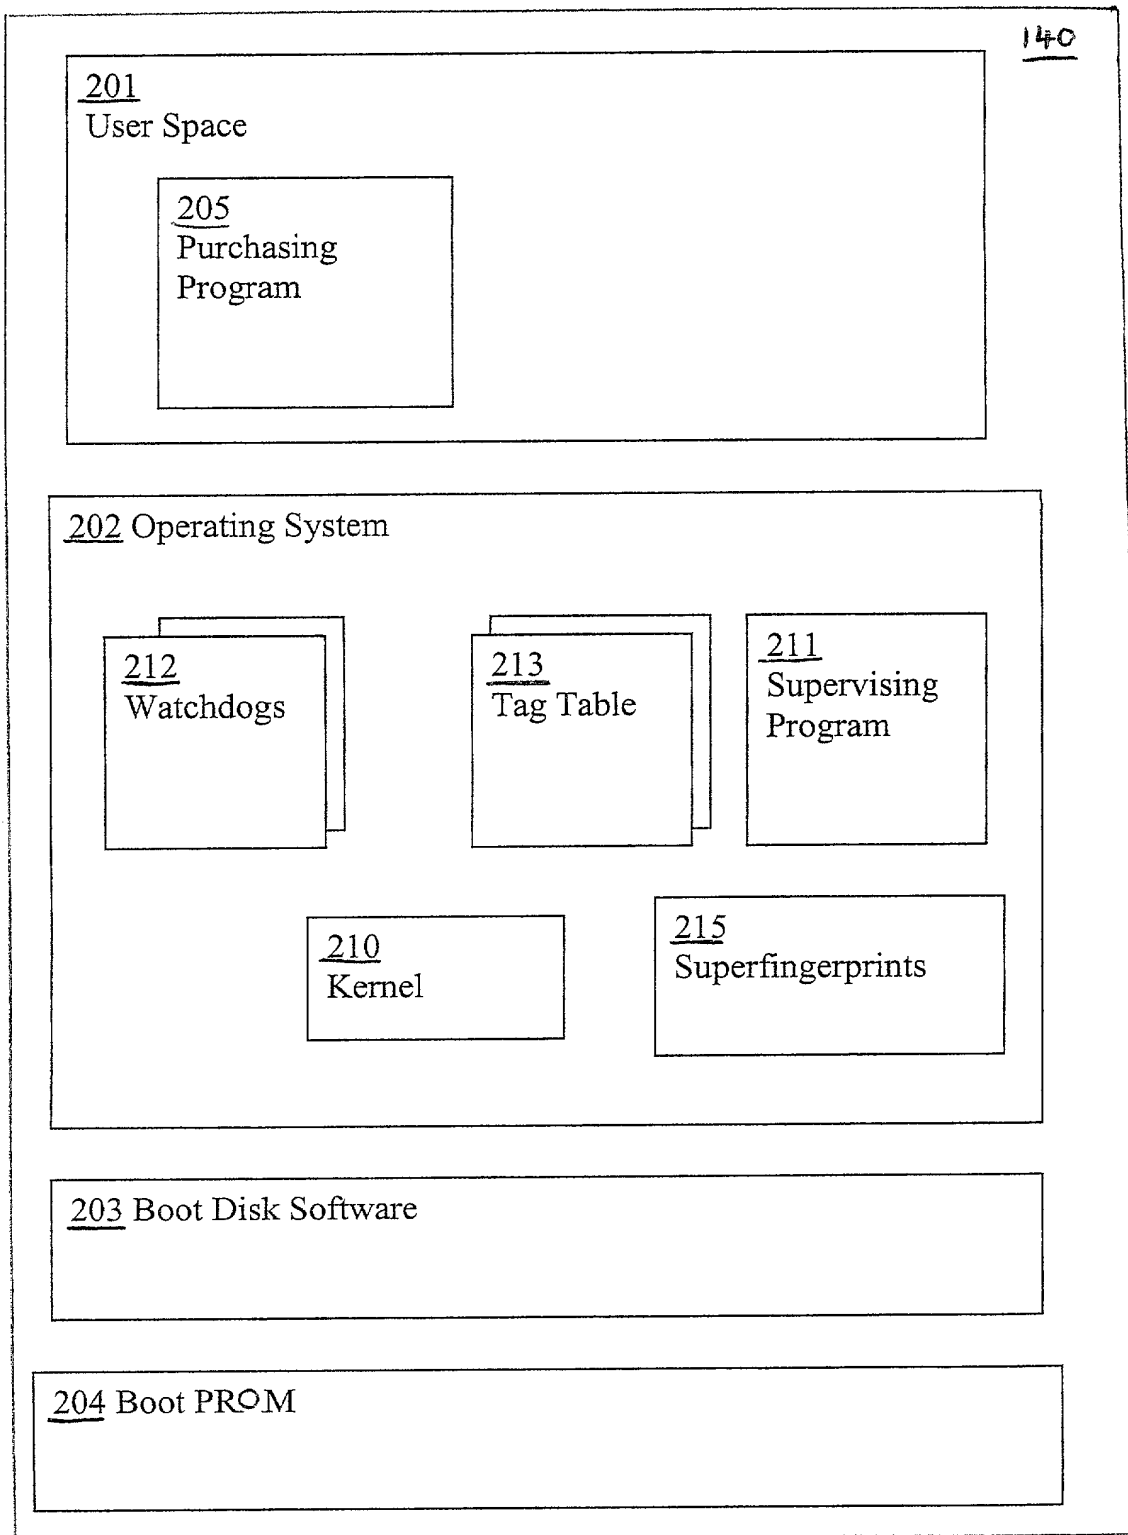 140
201
User Space
205
Purchasing
Program
202 Operating System
212
Watchdogs
213
Tag Table
211
Supervising
Program
210
Kernel
215
Superfingerprints
203 Boot Disk Software
204 Boot PROM